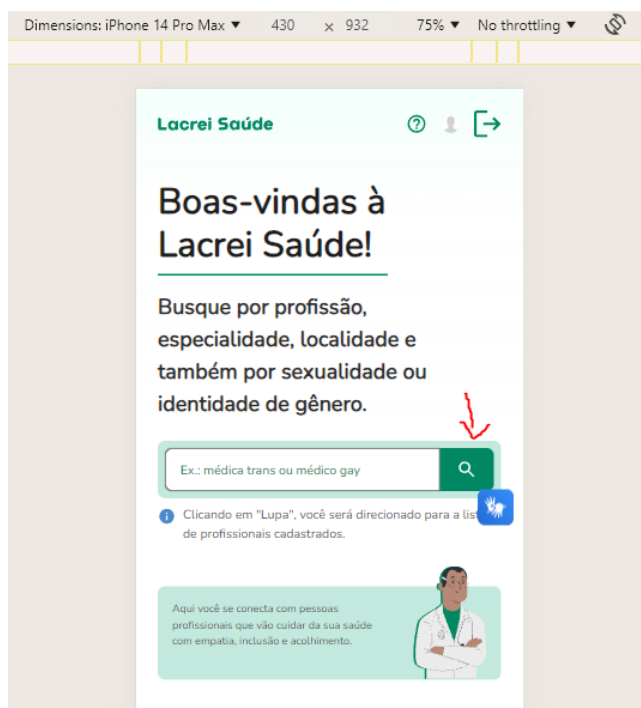 Dimensions: iPhone 14 Pro Max ▼ 430 × 932 75% ▼ No throttling ▼
Lacrei Saúde
Boas-vindas à
Lacrei Saúde!
Busque por profissão,
especialidade, localidade e
também por sexualidade ou
identidade de gênero.
Ex.: médica trans ou médico gay
Clicando em "Lupa", você será direcionado para a
de profissionais cadastrados.
Aqui você se conecta com pessoas
profissionais que vão cuidar da sua saúde
com empatia, inclusão e acolhimento.